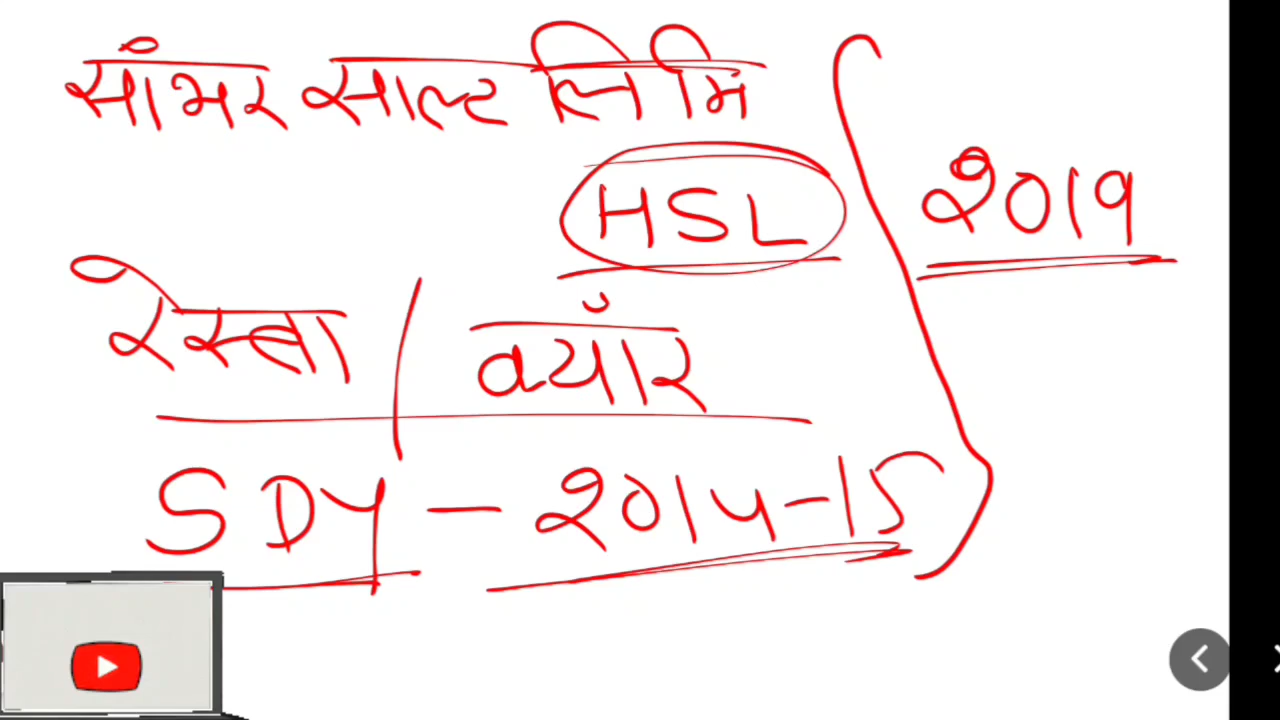 सांभर साल्ट लिमि
HSL
2019
रेस्ता / क्यांर
SDY - 2014-15